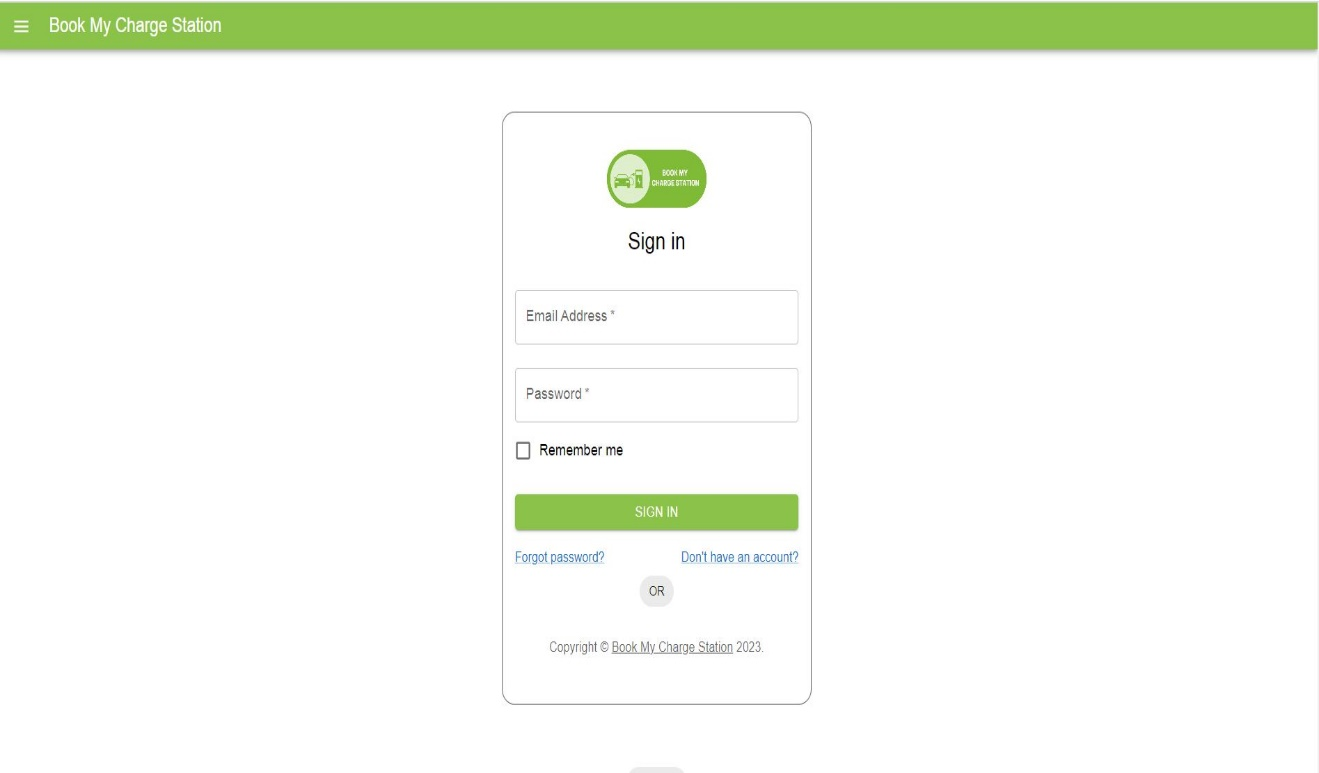 Book My Charge Station
BOOK MY
CHARGE STATION
Sign in
Email Address *
Password *
Remember me
SIGN IN
Forgot password? Don't have an account?
OR
Copyright © Book My Charge Station 2023.